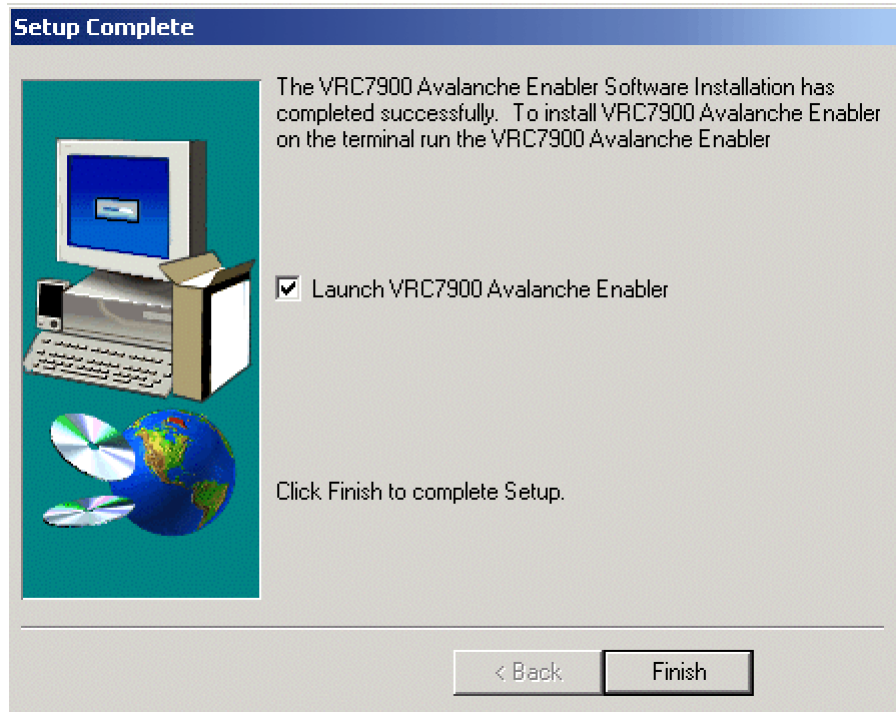 Setup Complete
The VRC7900 Avalanche Enabler Software Installation has
completed successfully.  To install VRC7900 Avalanche Enabler
on the terminal run the VRC7900 Avalanche Enabler
Launch VRC7900 Avalanche Enabler
Click Finish to complete Setup.
< Back
Finish